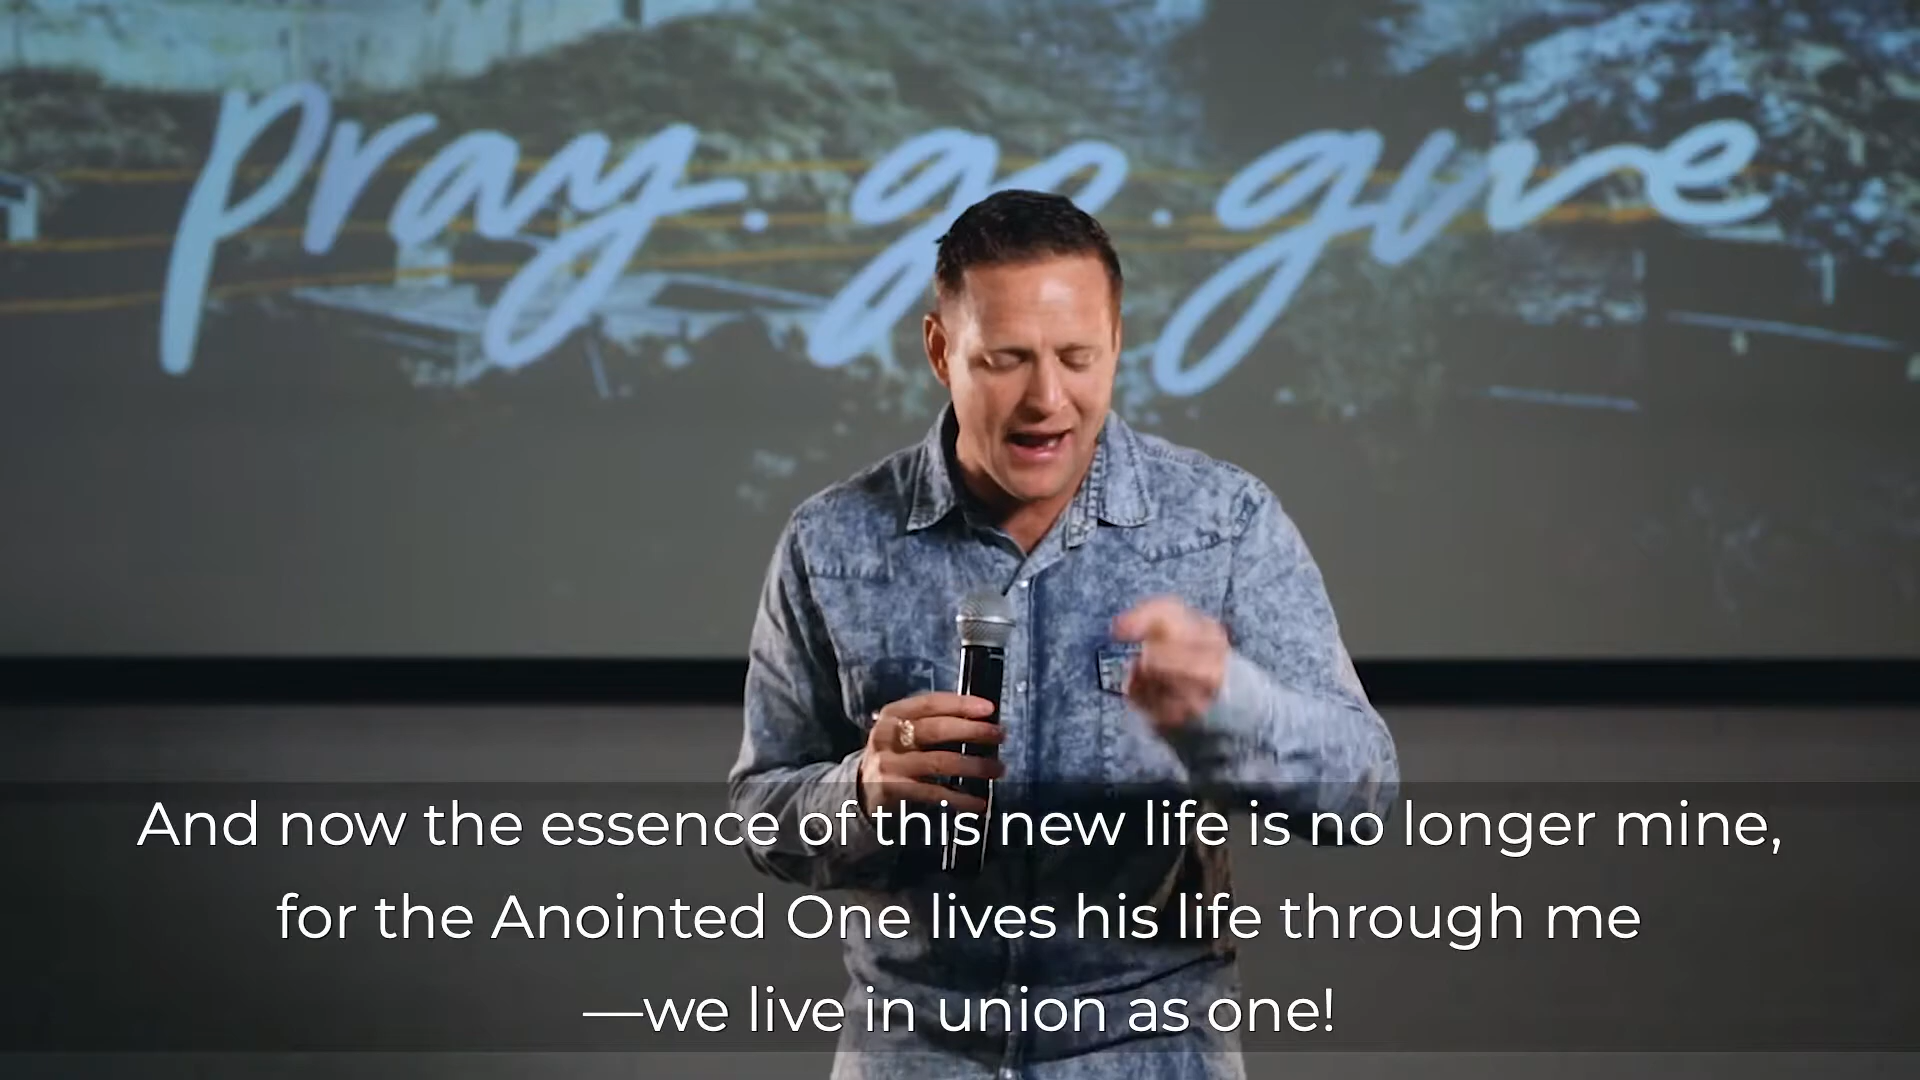 pray. go. give
And now the essence of this new life is no longer mine,
for the Anointed One lives his life through me
—we live in union as one!